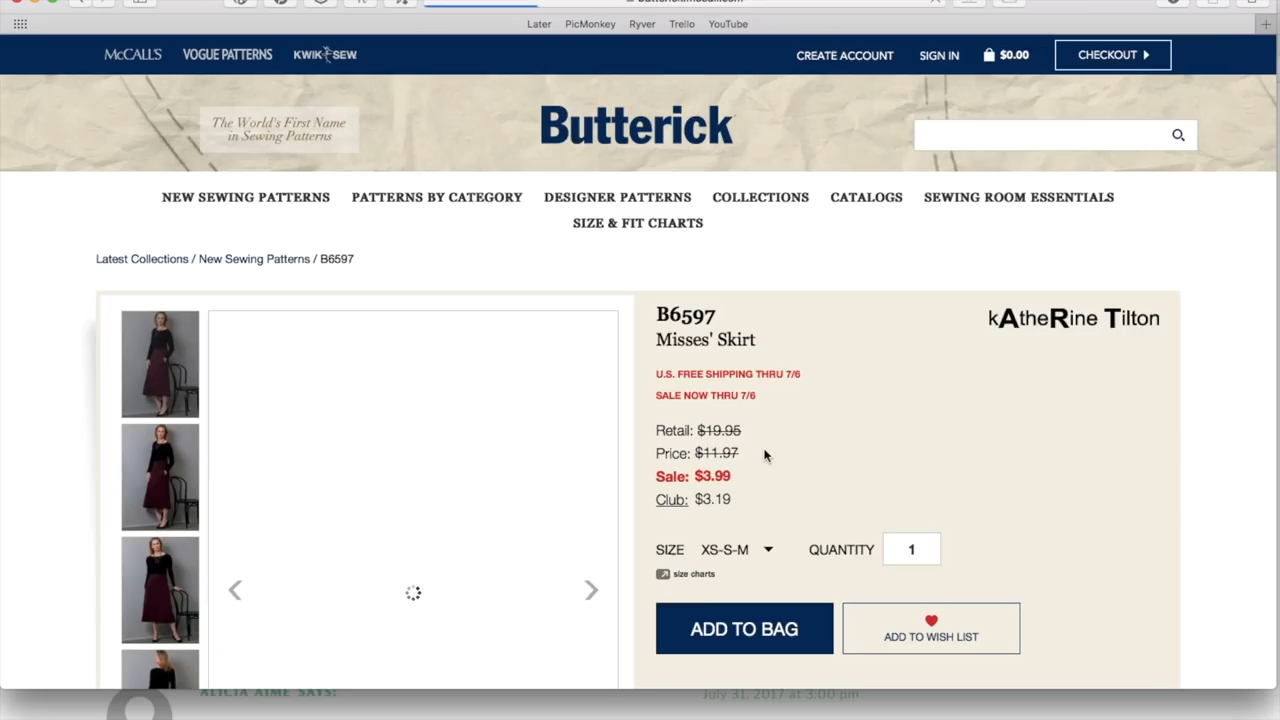 Later PicMonkey Ryver Trello YouTube
McCALL'S VOGUE PATTERNS KWIK SEW CREATE ACCOUNT SIGN IN $0.00 CHECKOUT
The World's First Name
in Sewing Patterns
Butterick
NEW SEWING PATTERNS PATTERNS BY CATEGORY DESIGNER PATTERNS COLLECTIONS CATALOGS SEWING ROOM ESSENTIALS
SIZE & FIT CHARTS
Latest Collections / New Sewing Patterns / B6597
B6597
Misses' Skirt
kAtheRine Tilton
U.S. FREE SHIPPING THRU 7/6
SALE NOW THRU 7/6
Retail: $19.95
Price: $11.97
Sale: $3.99
Club: $3.19
SIZE XS-S-M QUANTITY 1
size charts
ADD TO BAG
ADD TO WISH LIST
ALICIA AIME SAYS: July 31, 2017 at 3:00 pm